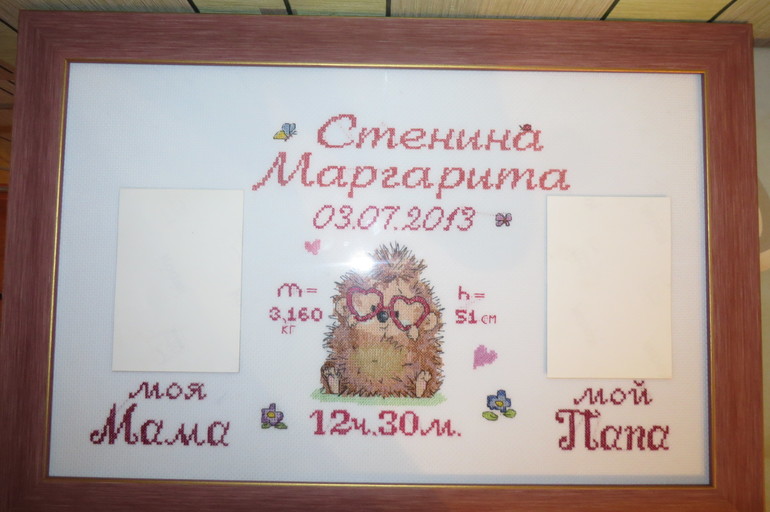 Стенина
Маргарита
03.07.2013
m=
3,160
кг
h=
51 см
моя
Мама
12ч.30м.
мой
Папа